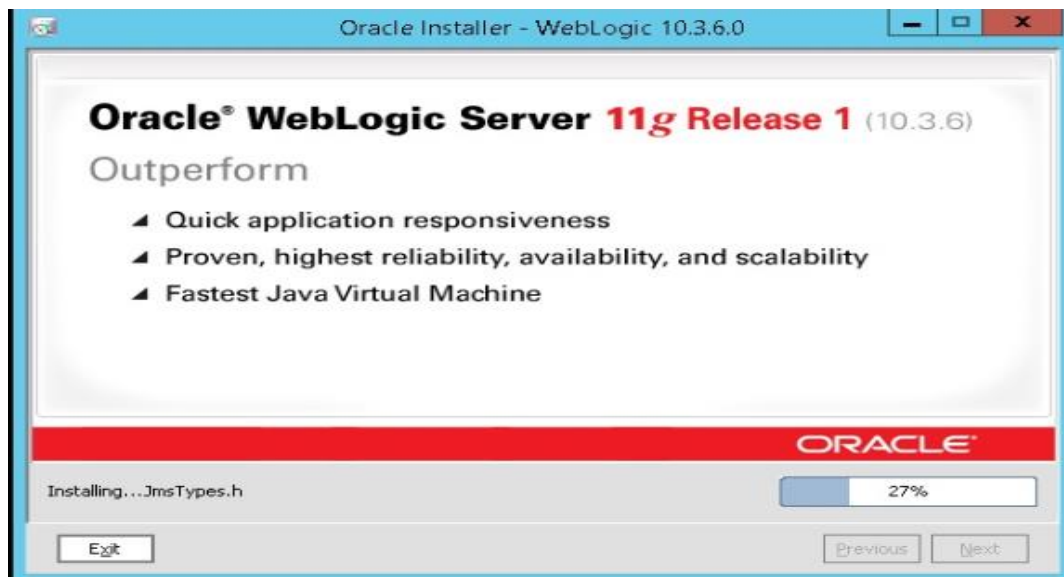 Oracle Installer - WebLogic 10.3.6.0
Oracle® WebLogic Server 11g Release 1 (10.3.6)
Outperform
Quick application responsiveness
Proven, highest reliability, availability, and scalability
Fastest Java Virtual Machine
ORACLE®
Installing...JmsTypes.h
27%
Exit
Previous
Next